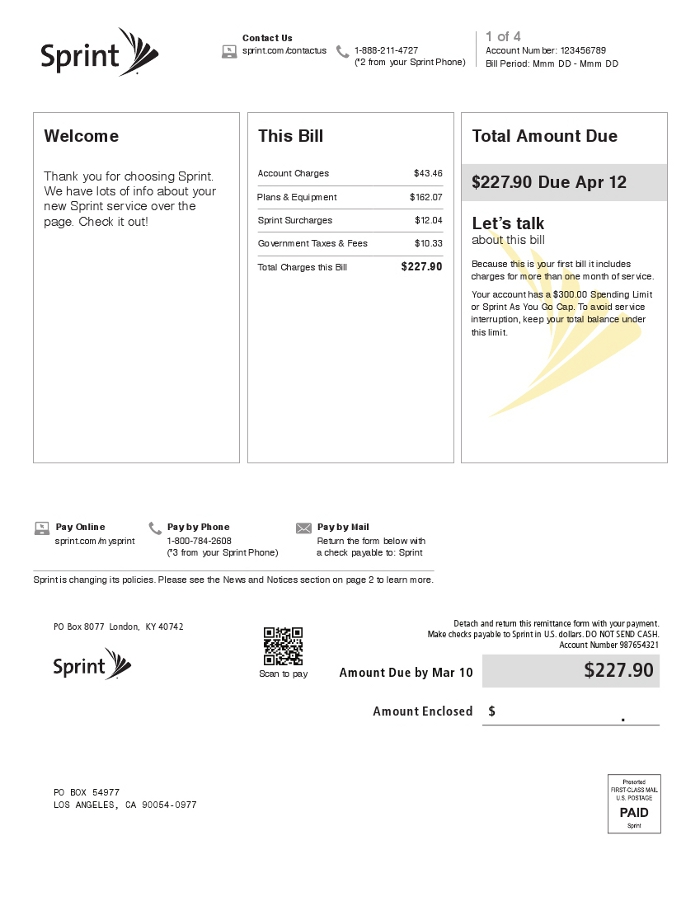 Sprint
Contact Us
sprint.com/contactus
1-888-211-4727
(*2 from your Sprint Phone)
1 of 4
Account Number: 123456789
Bill Period: Mmm DD - Mmm DD
Welcome
Thank you for choosing Sprint.
We have lots of info about your
new Sprint service over the
page. Check it out!
This Bill
Account Charges $43.46
Plans & Equipment $162.07
Sprint Surcharges $12.04
Government Taxes & Fees $10.33
Total Charges this Bill $227.90
Total Amount Due
$227.90 Due Apr 12
Let's talk
about this bill
Because this is your first bill it includes
charges for more than one month of service.
Your account has a $300.00 Spending Limit
or Sprint As You Go Cap. To avoid service
interruption, keep your total balance under
this limit.
Pay Online
sprint.com/mysprint
Pay by Phone
1-800-784-2608
(*3 from your Sprint Phone)
Pay by Mail
Return the form below with
a check payable to: Sprint
Sprint is changing its policies. Please see the News and Notices section on page 2 to learn more.
PO Box 8077 London, KY 40742
Sprint
Scan to pay
Detach and return this remittance form with your payment.
Make checks payable to Sprint in U.S. dollars. DO NOT SEND CASH.
Account Number 987654321
Amount Due by Mar 10 $227.90
Amount Enclosed $ .
PO BOX 54977
LOS ANGELES, CA 90054-0977
Presorted
FIRST-CLASS MAIL
U.S. POSTAGE
PAID
Sprint